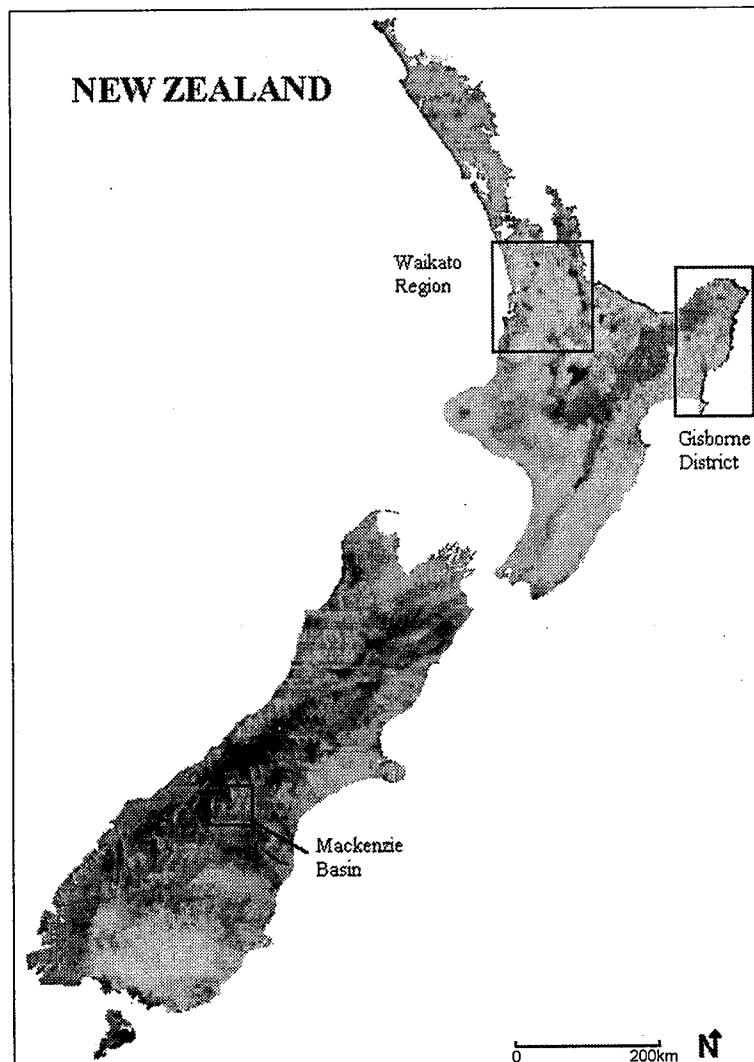 NEW ZEALAND
Waikato
Region
Gisborne
District
Mackenzie
Basin
0 200km N